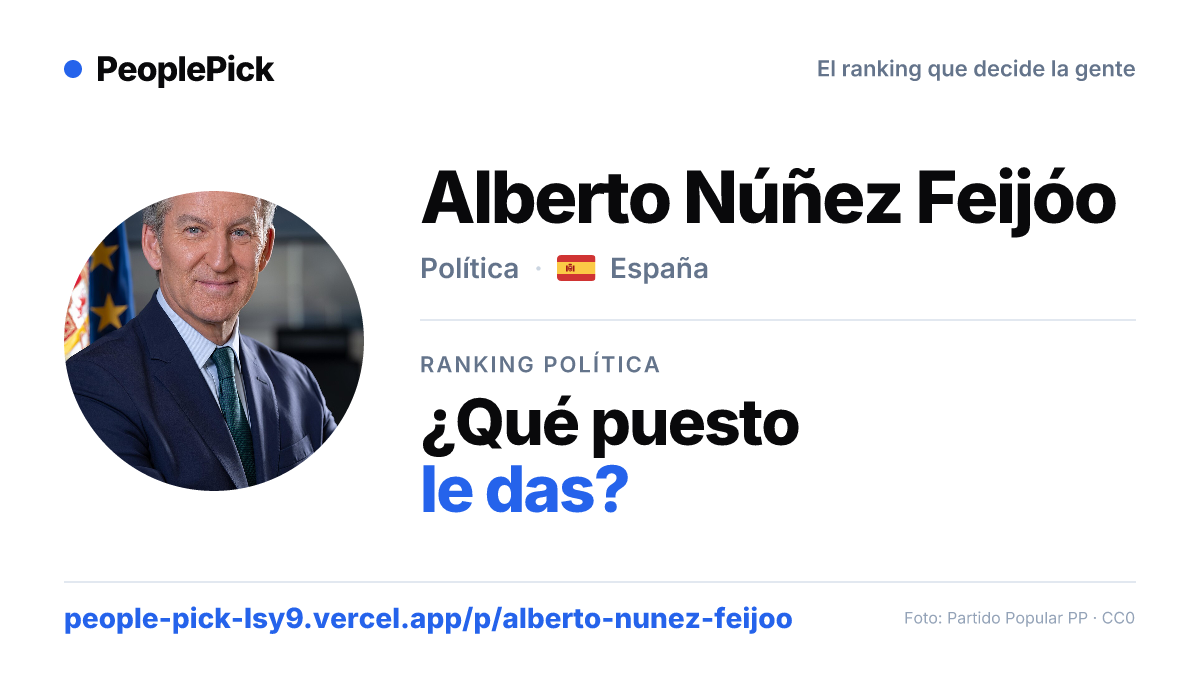 PeoplePick
El ranking que decide la gente
Alberto Núñez Feijóo
Política · España
RANKING POLÍTICA
¿Qué puesto
le das?
people-pick-lsy9.vercel.app/p/alberto-nunez-feijoo
Foto: Partido Popular PP · CC0